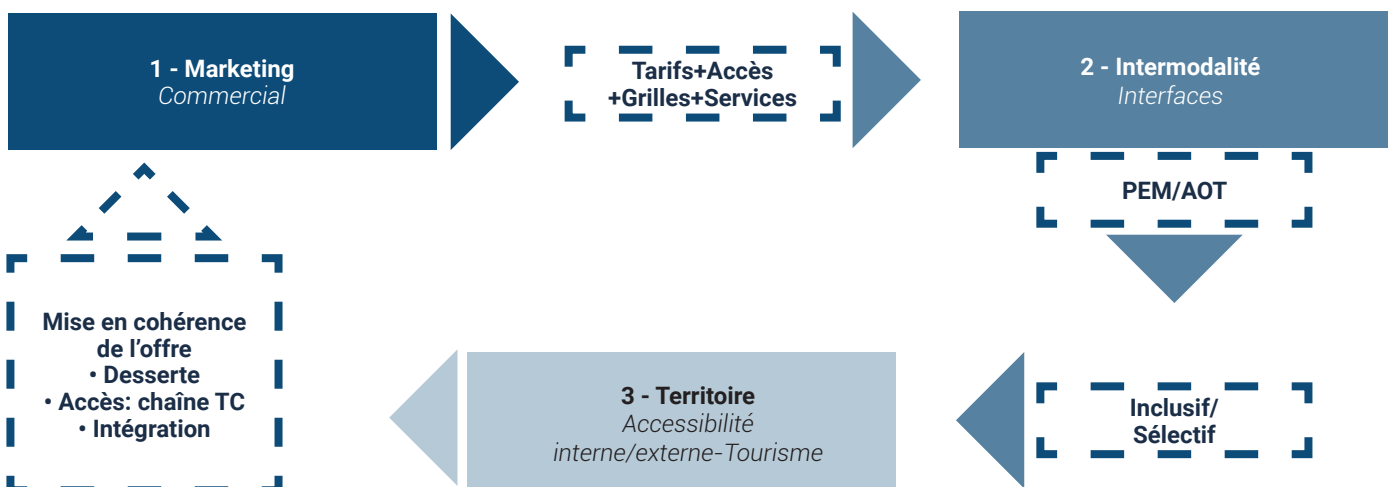 1 - Marketing
Commercial
Tarifs+Accès
+Grilles+Services
2 - Intermodalité
Interfaces
PEM/AOT
Inclusif/
Sélectif
3 - Territoire
Accessibilité
interne/externe-Tourisme
Mise en cohérence
de l’offre
• Desserte
• Accès: chaîne TC
• Intégration